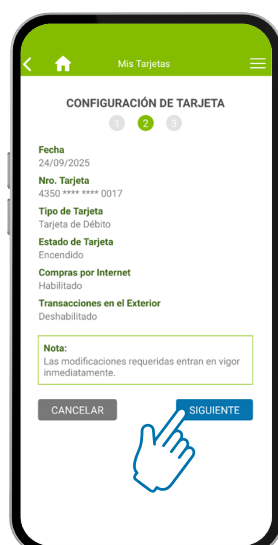 Mis Tarjetas
CONFIGURACIÓN DE TARJETA
1 2 3
Fecha
24/09/2025
Nro. Tarjeta
4350 **** **** 0017
Tipo de Tarjeta
Tarjeta de Débito
Estado de Tarjeta
Encendido
Compras por Internet
Habilitado
Transacciones en el Exterior
Deshabilitado
Nota:
Las modificaciones requeridas entran en vigor
inmediatamente.
CANCELAR SIGUIENTE